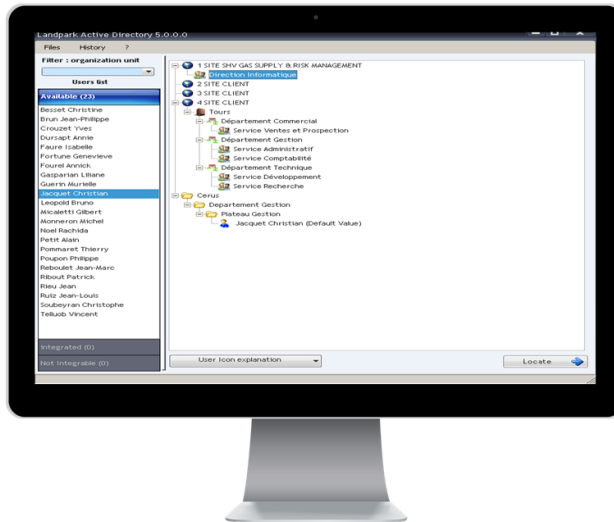 Landpark Active Directory 5.0.0.0
Files History ?
Filter : organization unit
Users list
Available (23)
Besset Christine
Brun Jean-Philippe
Crouzet Yves
Dursapt Annie
Faure Isabelle
Fortune Genevieve
Fourel Annick
Gasparian Liliane
Guerin Murielle
Jacquet Christian
Leopold Bruno
Micaletti Gilbert
Monneron Michel
Noel Rachida
Petit Alain
Pommaret Thierry
Poupon Philippe
Reboulet Jean-Marc
Ribout Patrick
Rieu Jean
Ruiz Jean-Louis
Soubeyran Christophe
Telluob Vincent
Integrated (0)
Not Integrable (0)
1 SITE SHV GAS SUPPLY & RISK MANAGEMENT
Direction Informatique
2 SITE CLIENT
3 SITE CLIENT
4 SITE CLIENT
Tours
Département Commercial
Service Ventes et Prospection
Département Gestion
Service Administratif
Service Comptabilité
Département Technique
Service Développement
Service Recherche
Cerus
Departement Gestion
Plateau Gestion
Jacquet Christian (Default Value)
User Icon explanation
Locate